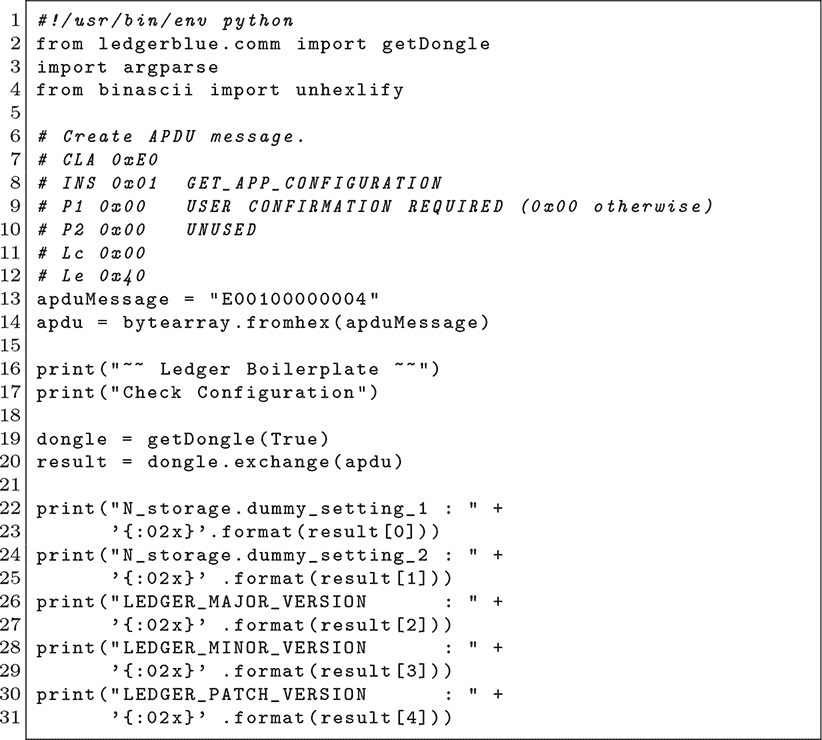 1 #!/usr/bin/env python
2 from ledgerblue.comm import getDongle
3 import argparse
4 from binascii import unhexlify
5
6 # Create APDU message.
7 # CLA 0xE0
8 # INS 0x01  GET_APP_CONFIGURATION
9 # P1 0x00   USER CONFIRMATION REQUIRED (0x00 otherwise)
10 # P2 0x00   UNUSED
11 # Lc 0x00
12 # Le 0x40
13 apduMessage = "E00100000004"
14 apdu = bytearray.fromhex(apduMessage)
15
16 print("~~ Ledger Boilerplate ~~")
17 print("Check Configuration")
18
19 dongle = getDongle(True)
20 result = dongle.exchange(apdu)
21
22 print("N_storage.dummy_setting_1 : " +
23       '{:02x}'.format(result[0]))
24 print("N_storage.dummy_setting_2 : " +
25       '{:02x}' .format(result[1]))
26 print("LEDGER_MAJOR_VERSION      : " +
27       '{:02x}' .format(result[2]))
28 print("LEDGER_MINOR_VERSION      : " +
29       '{:02x}' .format(result[3]))
30 print("LEDGER_PATCH_VERSION      : " +
31       '{:02x}' .format(result[4]))